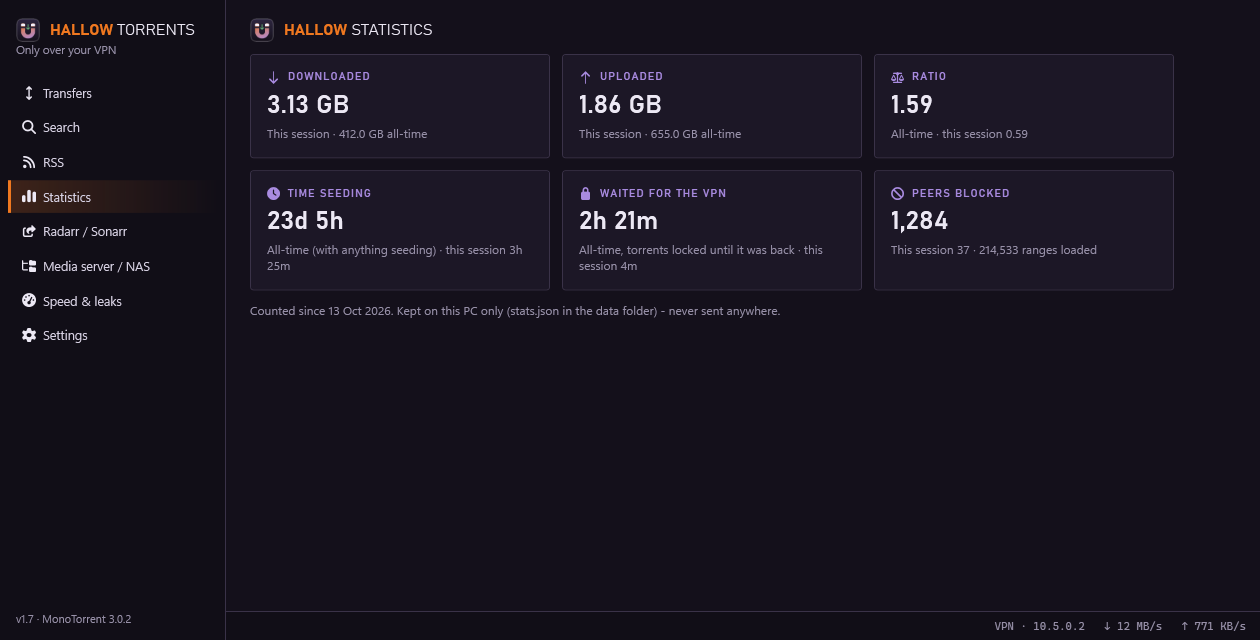 HALLOW TORRENTS
Only over your VPN
Transfers
Search
RSS
Statistics
Radarr / Sonarr
Media server / NAS
Speed & leaks
Settings
v1.7 · MonoTorrent 3.0.2
HALLOW STATISTICS
DOWNLOADED
3.13 GB
This session · 412.0 GB all-time
UPLOADED
1.86 GB
This session · 655.0 GB all-time
RATIO
1.59
All-time · this session 0.59
TIME SEEDING
23d 5h
All-time (with anything seeding) · this session 3h
25m
WAITED FOR THE VPN
2h 21m
All-time, torrents locked until it was back · this
session 4m
PEERS BLOCKED
1,284
This session 37 · 214,533 ranges loaded
Counted since 13 Oct 2026. Kept on this PC only (stats.json in the data folder) - never sent anywhere.
VPN · 10.5.0.2 ↓ 12 MB/s ↑ 771 KB/s